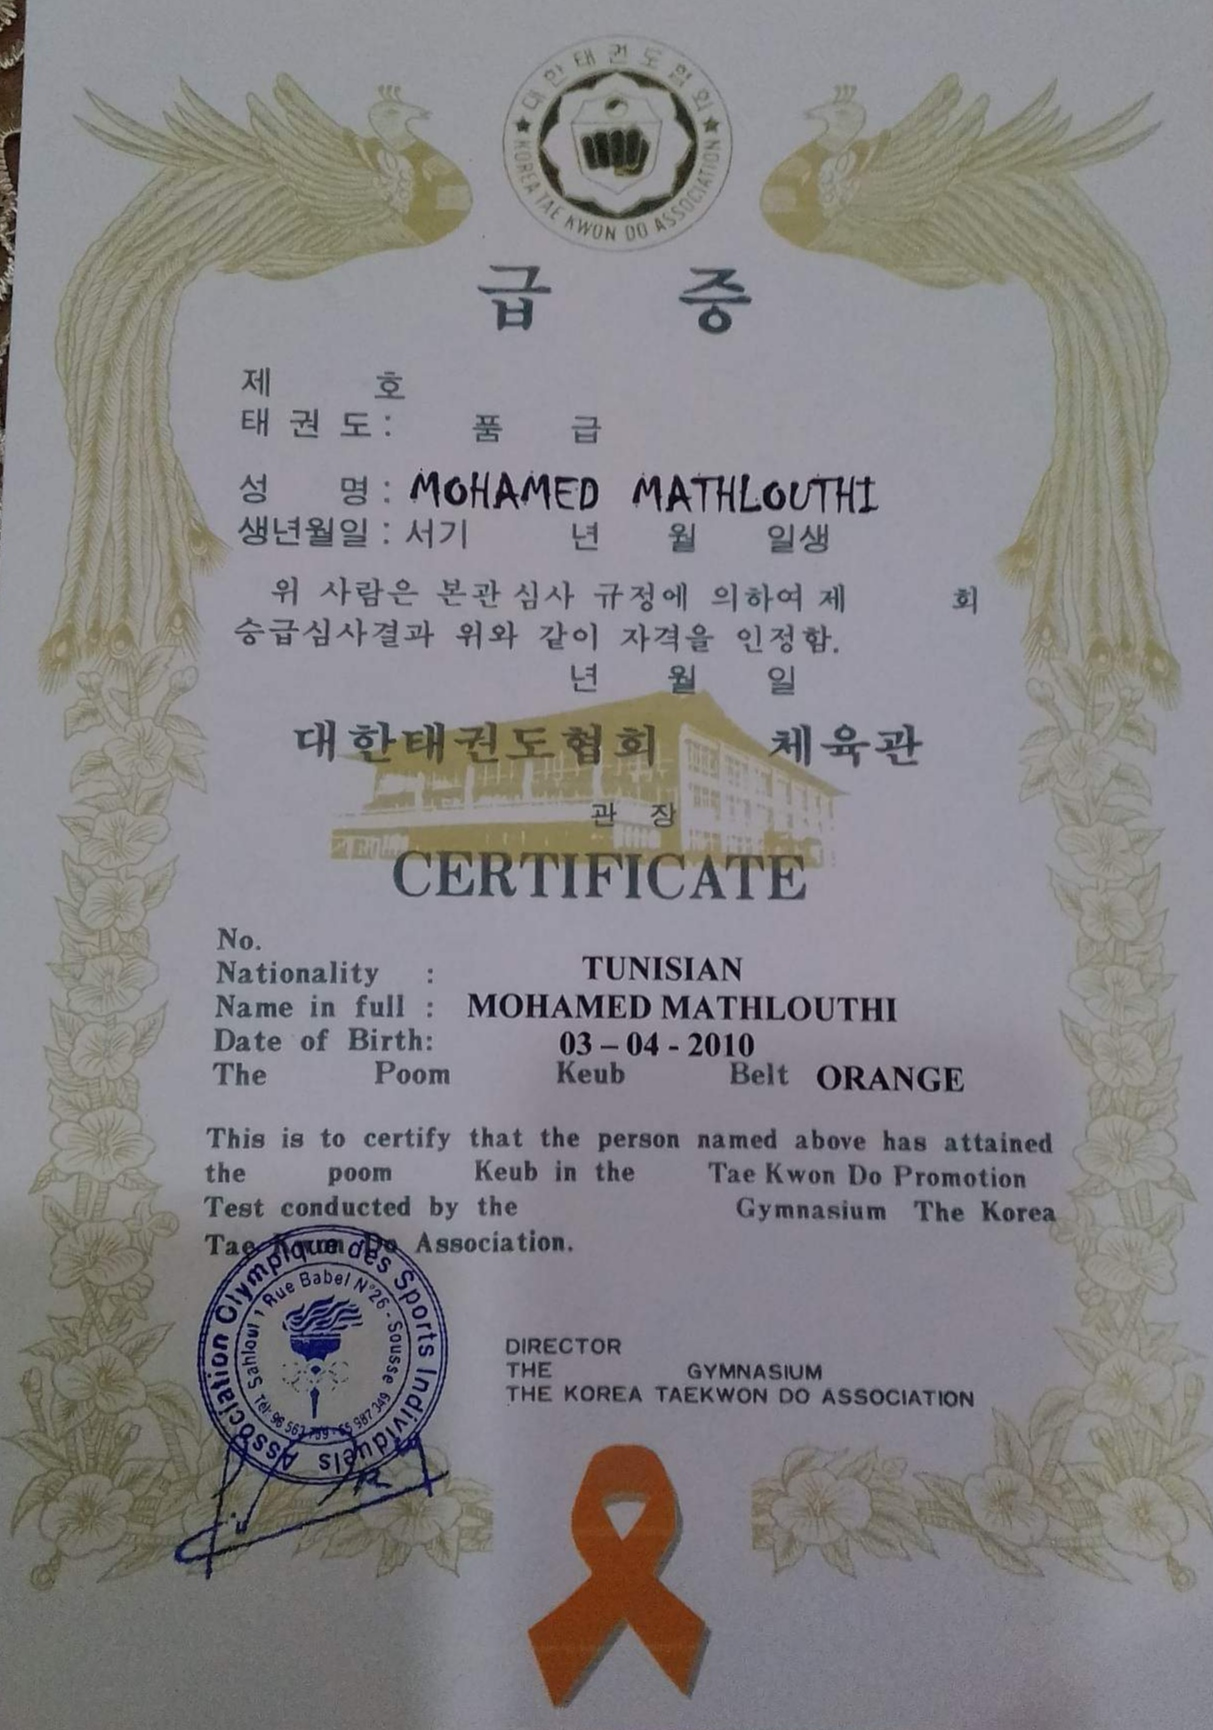 대한태권도협회
★ KOREA TAE KWON DO ASSOCIATION ★
급 증
제 호
태 권 도 : 품 급
성 명 : MOHAMED MATHLOUTHI
생년월일 : 서기 년 월 일생
위 사람은 본관 심사 규정에 의하여 제 회
승급심사결과 위와 같이 자격을 인정함.
년 월 일
대한태권도협회 체육관
관 장
CERTIFICATE
No.
Nationality : TUNISIAN
Name in full : MOHAMED MATHLOUTHI
Date of Birth: 03 – 04 - 2010
The Poom Keub Belt ORANGE
This is to certify that the person named above has attained
the poom Keub in the Tae Kwon Do Promotion
Test conducted by the Gymnasium The Korea
Tae Kwon Do Association.
Association Olympique des Sports Individuels
Sahloul 1 Rue Babel N°26 - Sousse
Tél:
DIRECTOR
THE GYMNASIUM
THE KOREA TAEKWON DO ASSOCIATION